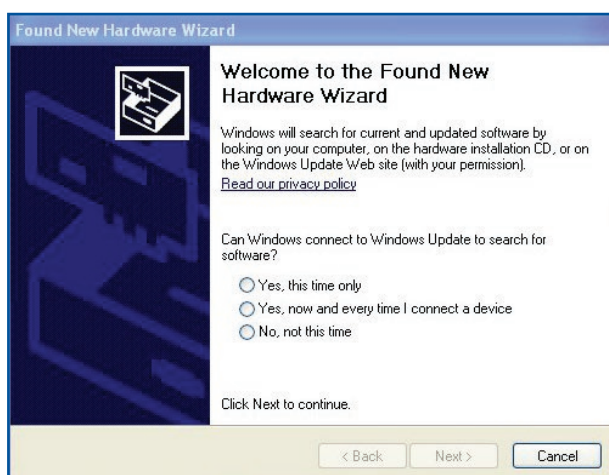 Found New Hardware Wizard
Welcome to the Found New
Hardware Wizard
Windows will search for current and updated software by
looking on your computer, on the hardware installation CD, or on
the Windows Update Web site (with your permission).
Read our privacy policy
Can Windows connect to Windows Update to search for
software?
Yes, this time only
Yes, now and every time I connect a device
No, not this time
Click Next to continue.
< Back
Next >
Cancel